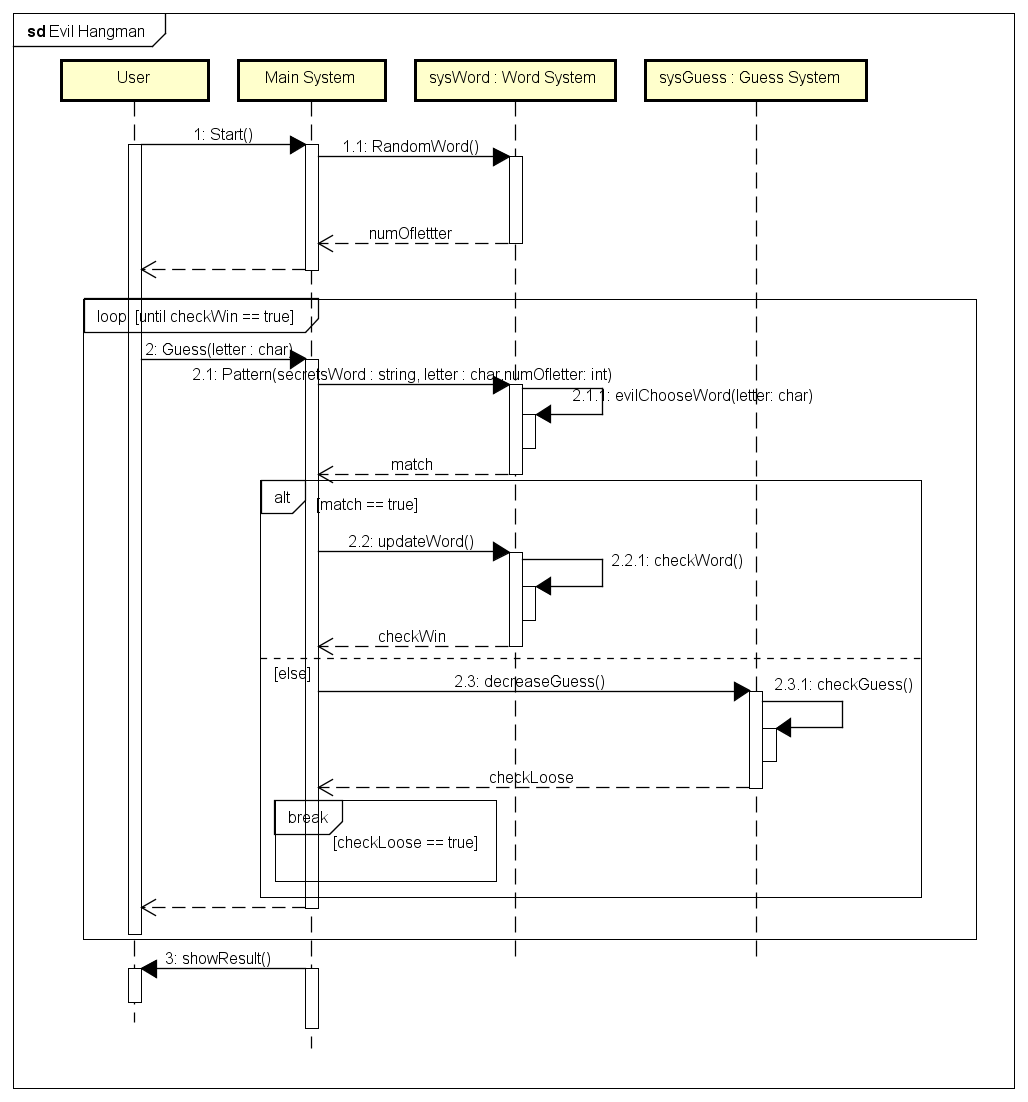 sd Evil Hangman
User
Main System
sysWord : Word System
sysGuess : Guess System
1: Start()
1.1: RandomWord()
numOflettter
loop [until checkWin == true]
2: Guess(letter : char)
2.1: Pattern(secretsWord : string, letter : char numOfletter: int)
2.1.1: evilChooseWord(letter: char)
match
alt
[match == true]
2.2: updateWord()
2.2.1: checkWord()
checkWin
[else]
2.3: decreaseGuess()
2.3.1: checkGuess()
checkLoose
break
[checkLoose == true]
3: showResult()